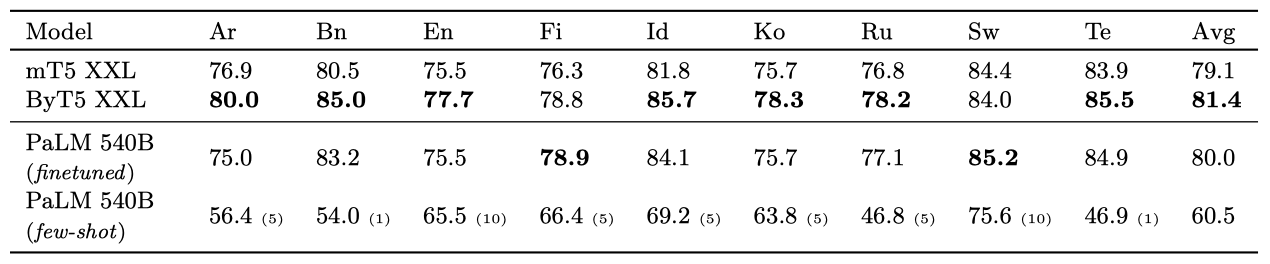 Model Ar Bn En Fi Id Ko Ru Sw Te Avg
mT5 XXL 76.9 80.5 75.5 76.3 81.8 75.7 76.8 84.4 83.9 79.1
ByT5 XXL 80.0 85.0 77.7 78.8 85.7 78.3 78.2 84.0 85.5 81.4
PaLM 540B
(finetuned) 75.0 83.2 75.5 78.9 84.1 75.7 77.1 85.2 84.9 80.0
PaLM 540B
(few-shot) 56.4 (5) 54.0 (1) 65.5 (10) 66.4 (5) 69.2 (5) 63.8 (5) 46.8 (5) 75.6 (10) 46.9 (1) 60.5